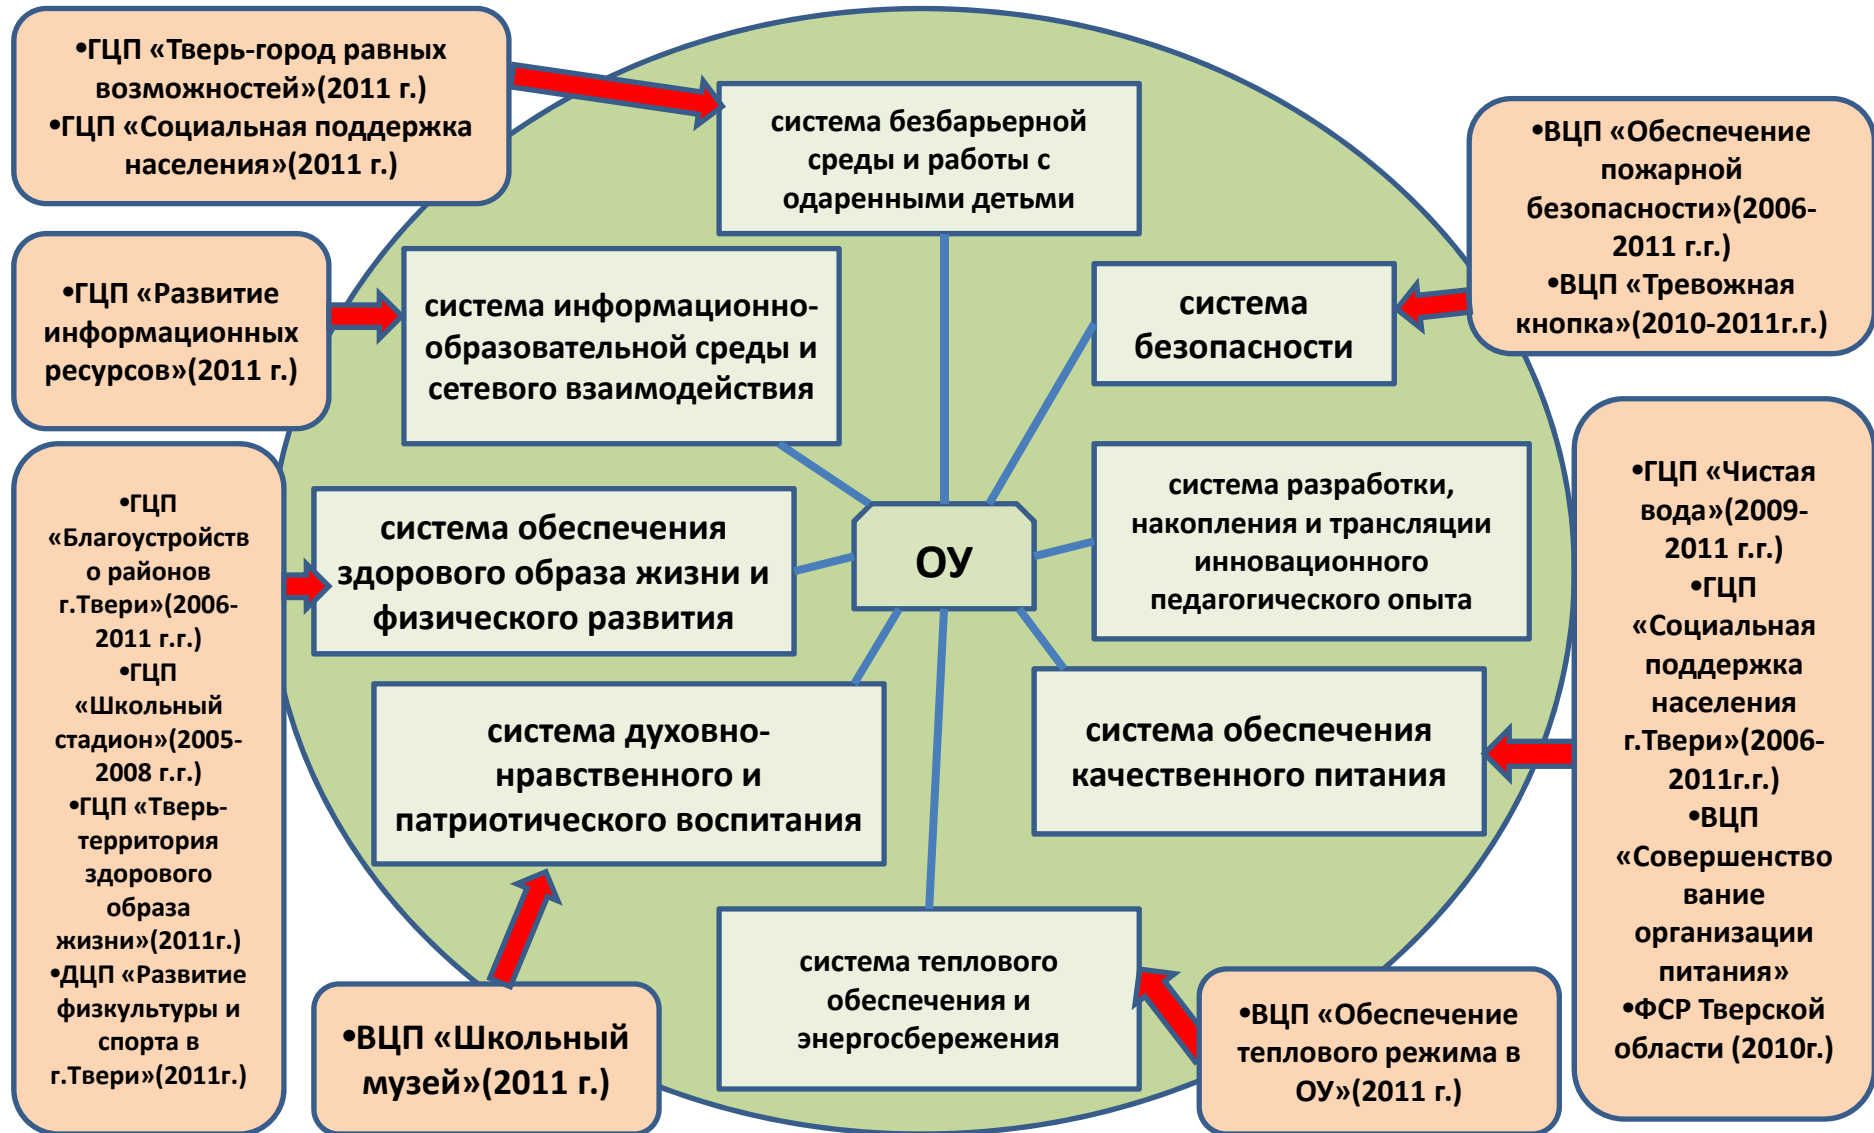 •ГЦП «Тверь-город равных
возможностей»(2011 г.)
•ГЦП «Социальная поддержка
населения»(2011 г.)
система безбарьерной
среды и работы с
одаренными детьми
•ВЦП «Обеспечение
пожарной
безопасности»(2006-
2011 г.г.)
•ВЦП «Тревожная
кнопка»(2010-2011г.г.)
•ГЦП «Развитие
информационных
ресурсов»(2011 г.)
система информационно-
образовательной среды и
сетевого взаимодействия
система
безопасности
•ГЦП
«Благоустройств
о районов
г.Твери»(2006-
2011 г.г.)
•ГЦП
«Школьный
стадион»(2005-
2008 г.г.)
•ГЦП «Тверь-
территория
здорового
образа
жизни»(2011г.)
•ДЦП «Развитие
физкультуры и
спорта в
г.Твери»(2011г.)
система обеспечения
здорового образа жизни и
физического развития
ОУ
система разработки,
накопления и трансляции
инновационного
педагогического опыта
•ГЦП «Чистая
вода»(2009-
2011 г.г.)
•ГЦП
«Социальная
поддержка
населения
г.Твери»(2006-
2011г.г.)
•ВЦП
«Совершенство
вание
организации
питания»
•ФСР Тверской
области (2010г.)
система духовно-
нравственного и
патриотического воспитания
система обеспечения
качественного питания
•ВЦП «Школьный
музей»(2011 г.)
система теплового
обеспечения и
энергосбережения
•ВЦП «Обеспечение
теплового режима в
ОУ»(2011 г.)